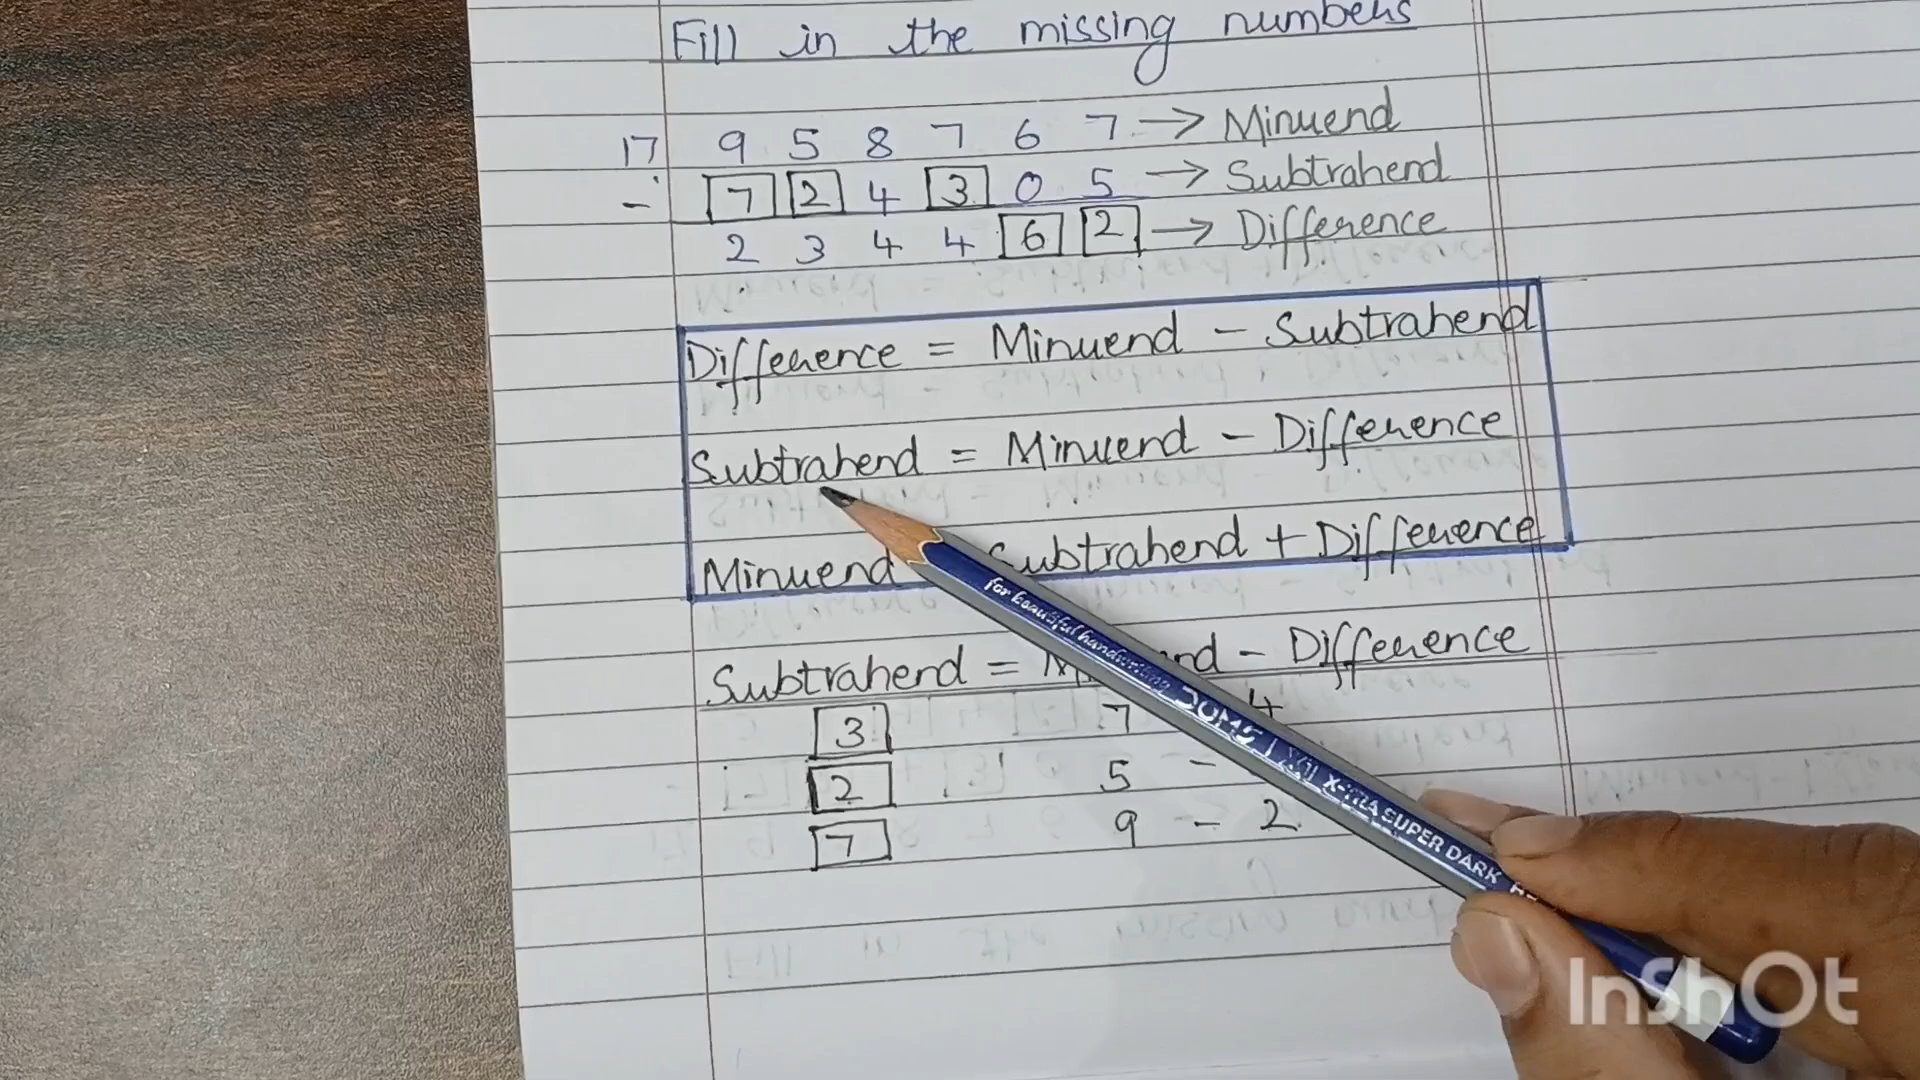 Fill in the missing numbers
17 9 5 8 7 6 7 → Minuend
- 7 2 4 3 0 5 → Subtrahend
2 3 4 4 6 2 → Difference
Difference = Minuend - Subtrahend
Subtrahend = Minuend - Difference
Minuend Subtrahend + Difference
Subtrahend = - Difference
3 7 4
2 5 -
7 9 - 2
for beautiful handwriting DOMS X-TRA SUPER DARK
InShOt